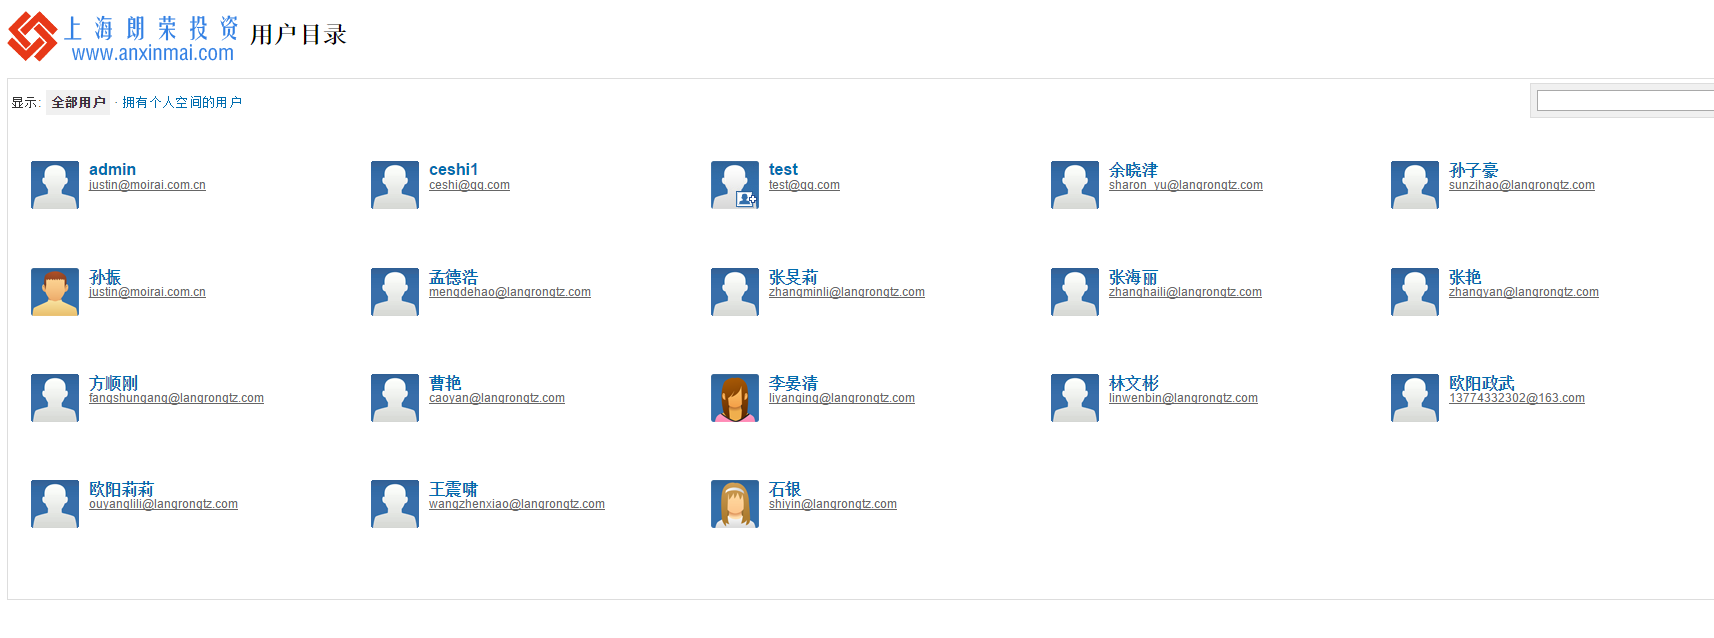 上海朗荣投资
www.anxinmai.com
用户目录
显示: 全部用户 · 拥有个人空间的用户
admin
justin@moirai.com.cn
ceshi1
ceshi@qq.com
test
test@qq.com
余晓津
sharon_yu@langrongtz.com
孙子豪
sunzihao@langrongtz.com
孙振
justin@moirai.com.cn
孟德浩
mengdehao@langrongtz.com
张旻莉
zhangminli@langrongtz.com
张海丽
zhanghaili@langrongtz.com
张艳
zhangyan@langrongtz.com
方顺刚
fangshungang@langrongtz.com
曹艳
caoyan@langrongtz.com
李晏清
liyanqing@langrongtz.com
林文彬
linwenbin@langrongtz.com
欧阳政武
13774332302@163.com
欧阳莉莉
ouyanglili@langrongtz.com
王震啸
wangzhenxiao@langrongtz.com
石银
shiyin@langrongtz.com